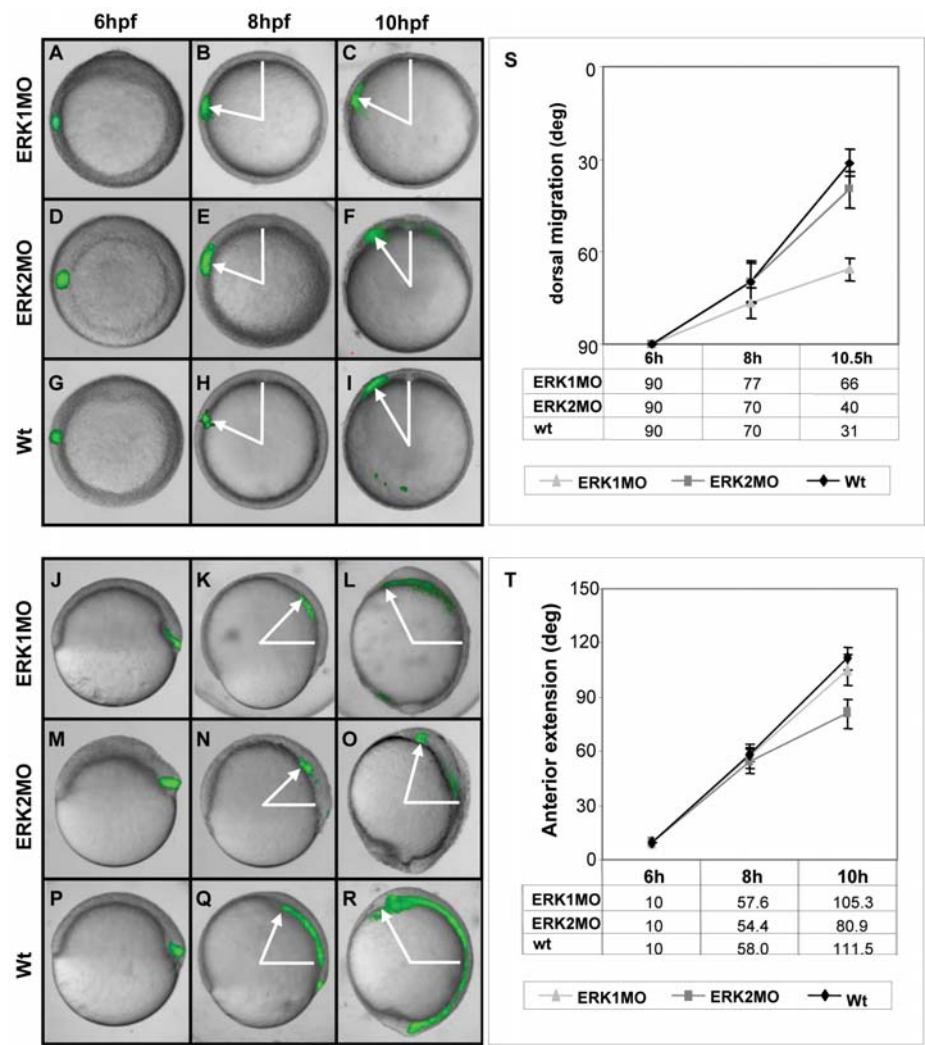 6hpf 8hpf 10hpf
ERK1MO
A B C
ERK2MO
D E F
Wt
G H I
S
dorsal migration (deg)
0
30
60
90
6h 8h 10.5h
ERK1MO 90 77 66
ERK2MO 90 70 40
wt 90 70 31
ERK1MO ERK2MO Wt
ERK1MO
J K L
ERK2MO
M N O
Wt
P Q R
T
Anterior extension (deg)
150
120
90
60
30
0
6h 8h 10h
ERK1MO 10 57.6 105.3
ERK2MO 10 54.4 80.9
wt 10 58.0 111.5
ERK1MO ERK2MO Wt